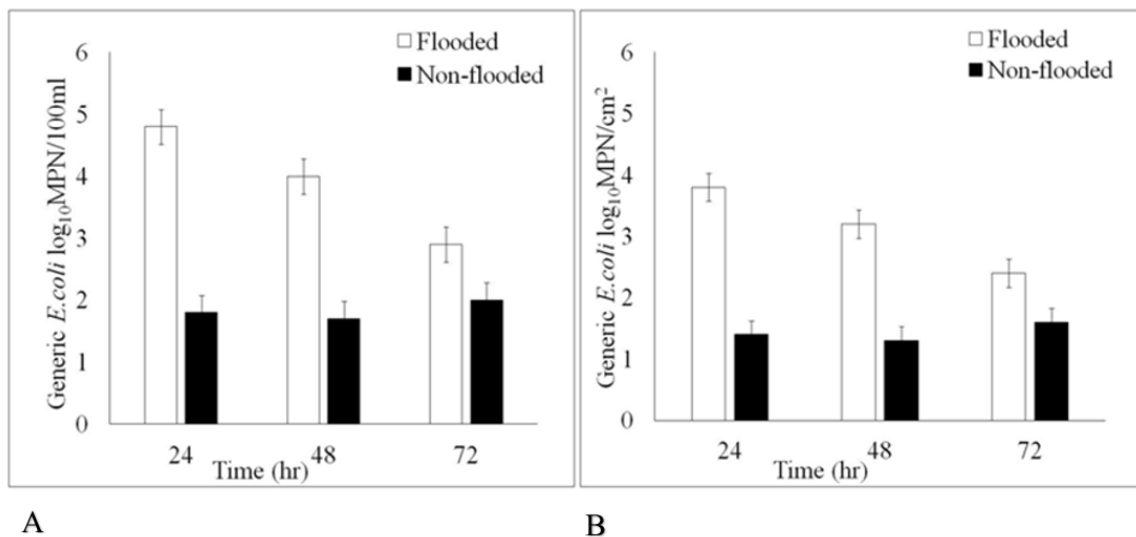 6
5
4
3
2
1
0
Generic E.coli log₁₀MPN/100ml
Flooded
Non-flooded
24
48
72
Time (hr)
6
5
4
3
2
1
0
Generic E.coli log₁₀MPN/cm²
Flooded
Non-flooded
24
48
72
Time (hr)
A
B